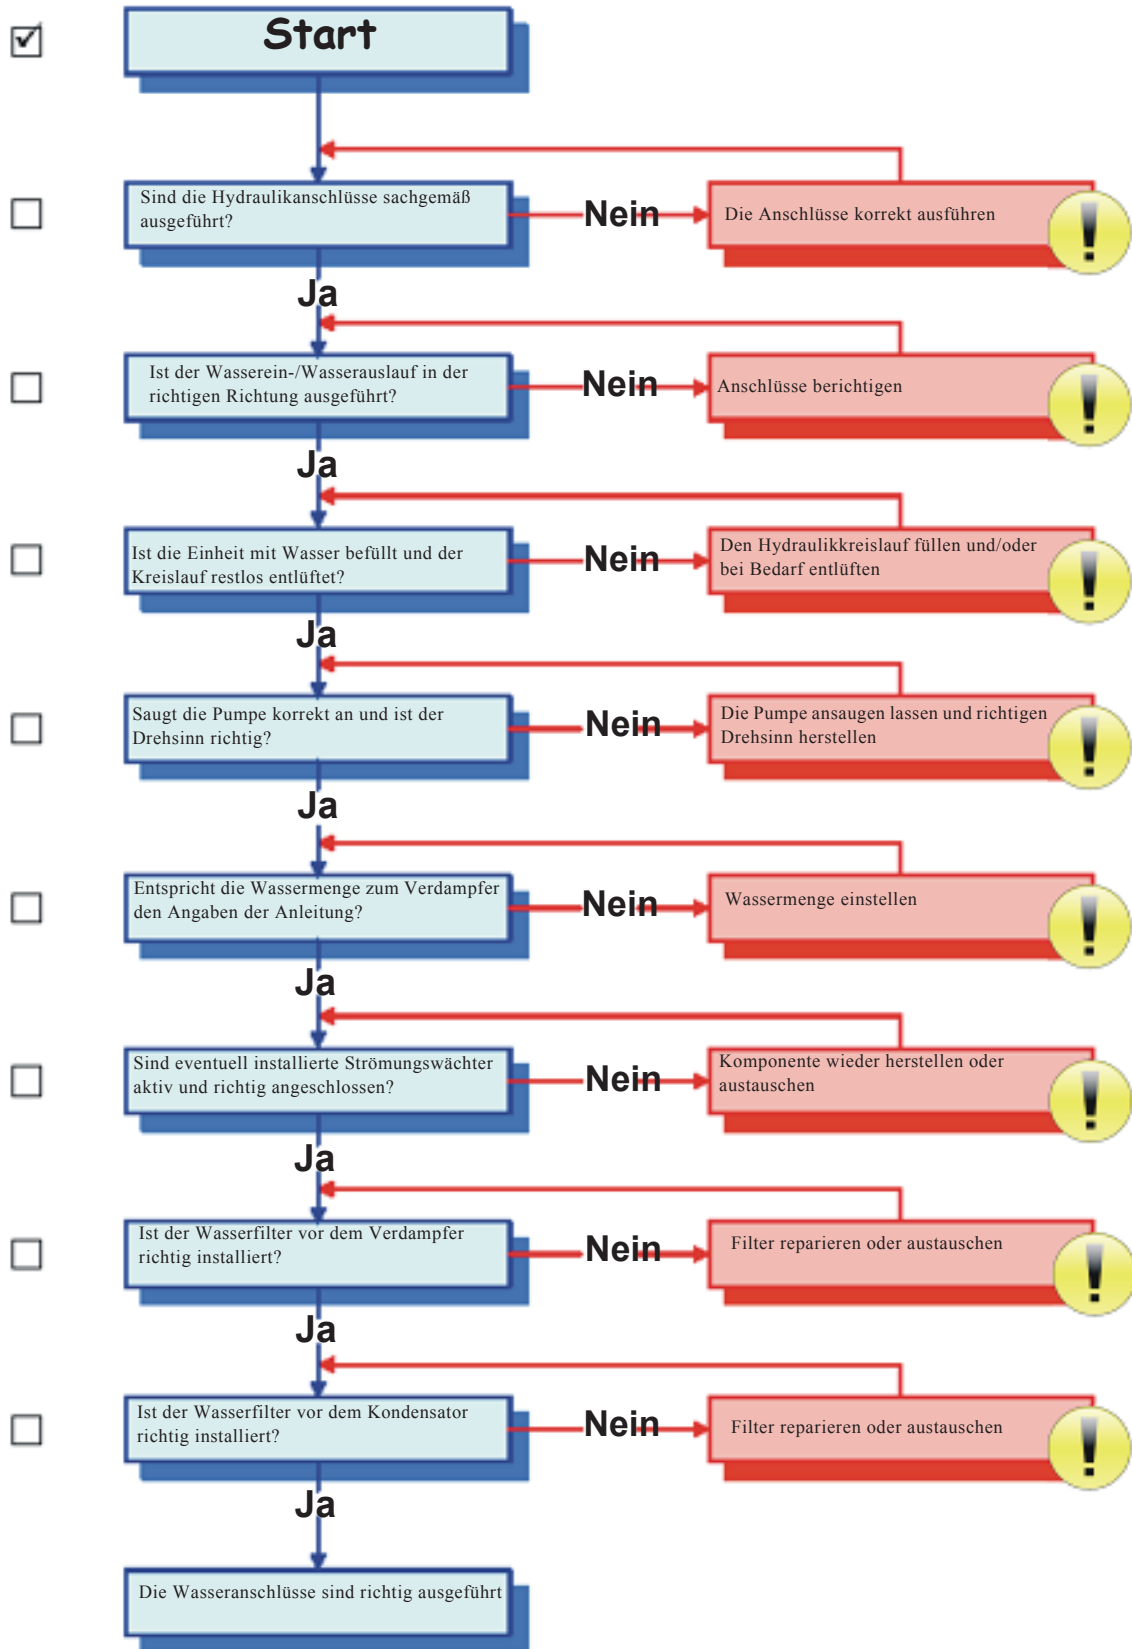 Start
Sind die Hydraulikanschlüsse sachgemäß
ausgeführt?
Nein
Die Anschlüsse korrekt ausführen
Ja
Ist der Wasserein-/Wasserauslauf in der
richtigen Richtung ausgeführt?
Nein
Anschlüsse berichtigen
Ja
Ist die Einheit mit Wasser befüllt und der
Kreislauf restlos entlüftet?
Nein
Den Hydraulikkreislauf füllen und/oder
bei Bedarf entlüften
Ja
Saugt die Pumpe korrekt an und ist der
Drehsinn richtig?
Nein
Die Pumpe ansaugen lassen und richtigen
Drehsinn herstellen
Ja
Entspricht die Wassermenge zum Verdampfer
den Angaben der Anleitung?
Nein
Wassermenge einstellen
Ja
Sind eventuell installierte Strömungswächter
aktiv und richtig angeschlossen?
Nein
Komponente wieder herstellen oder
austauschen
Ja
Ist der Wasserfilter vor dem Verdampfer
richtig installiert?
Nein
Filter reparieren oder austauschen
Ja
Ist der Wasserfilter vor dem Kondensator
richtig installiert?
Nein
Filter reparieren oder austauschen
Ja
Die Wasseranschlüsse sind richtig ausgeführt